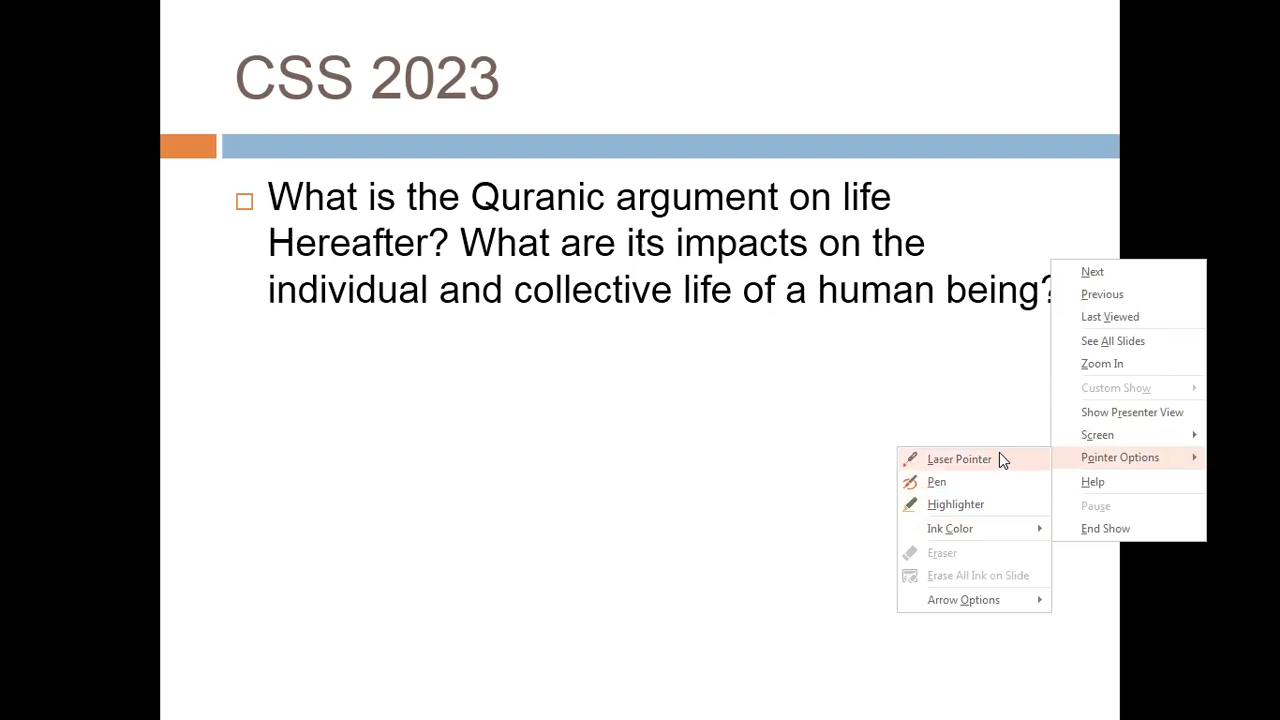 CSS 2023
What is the Quranic argument on life
Hereafter? What are its impacts on the
individual and collective life of a human being?
Next
Previous
Last Viewed
See All Slides
Zoom In
Custom Show
Show Presenter View
Screen
Pointer Options
Help
Pause
End Show
Laser Pointer
Pen
Highlighter
Ink Color
Eraser
Erase All Ink on Slide
Arrow Options